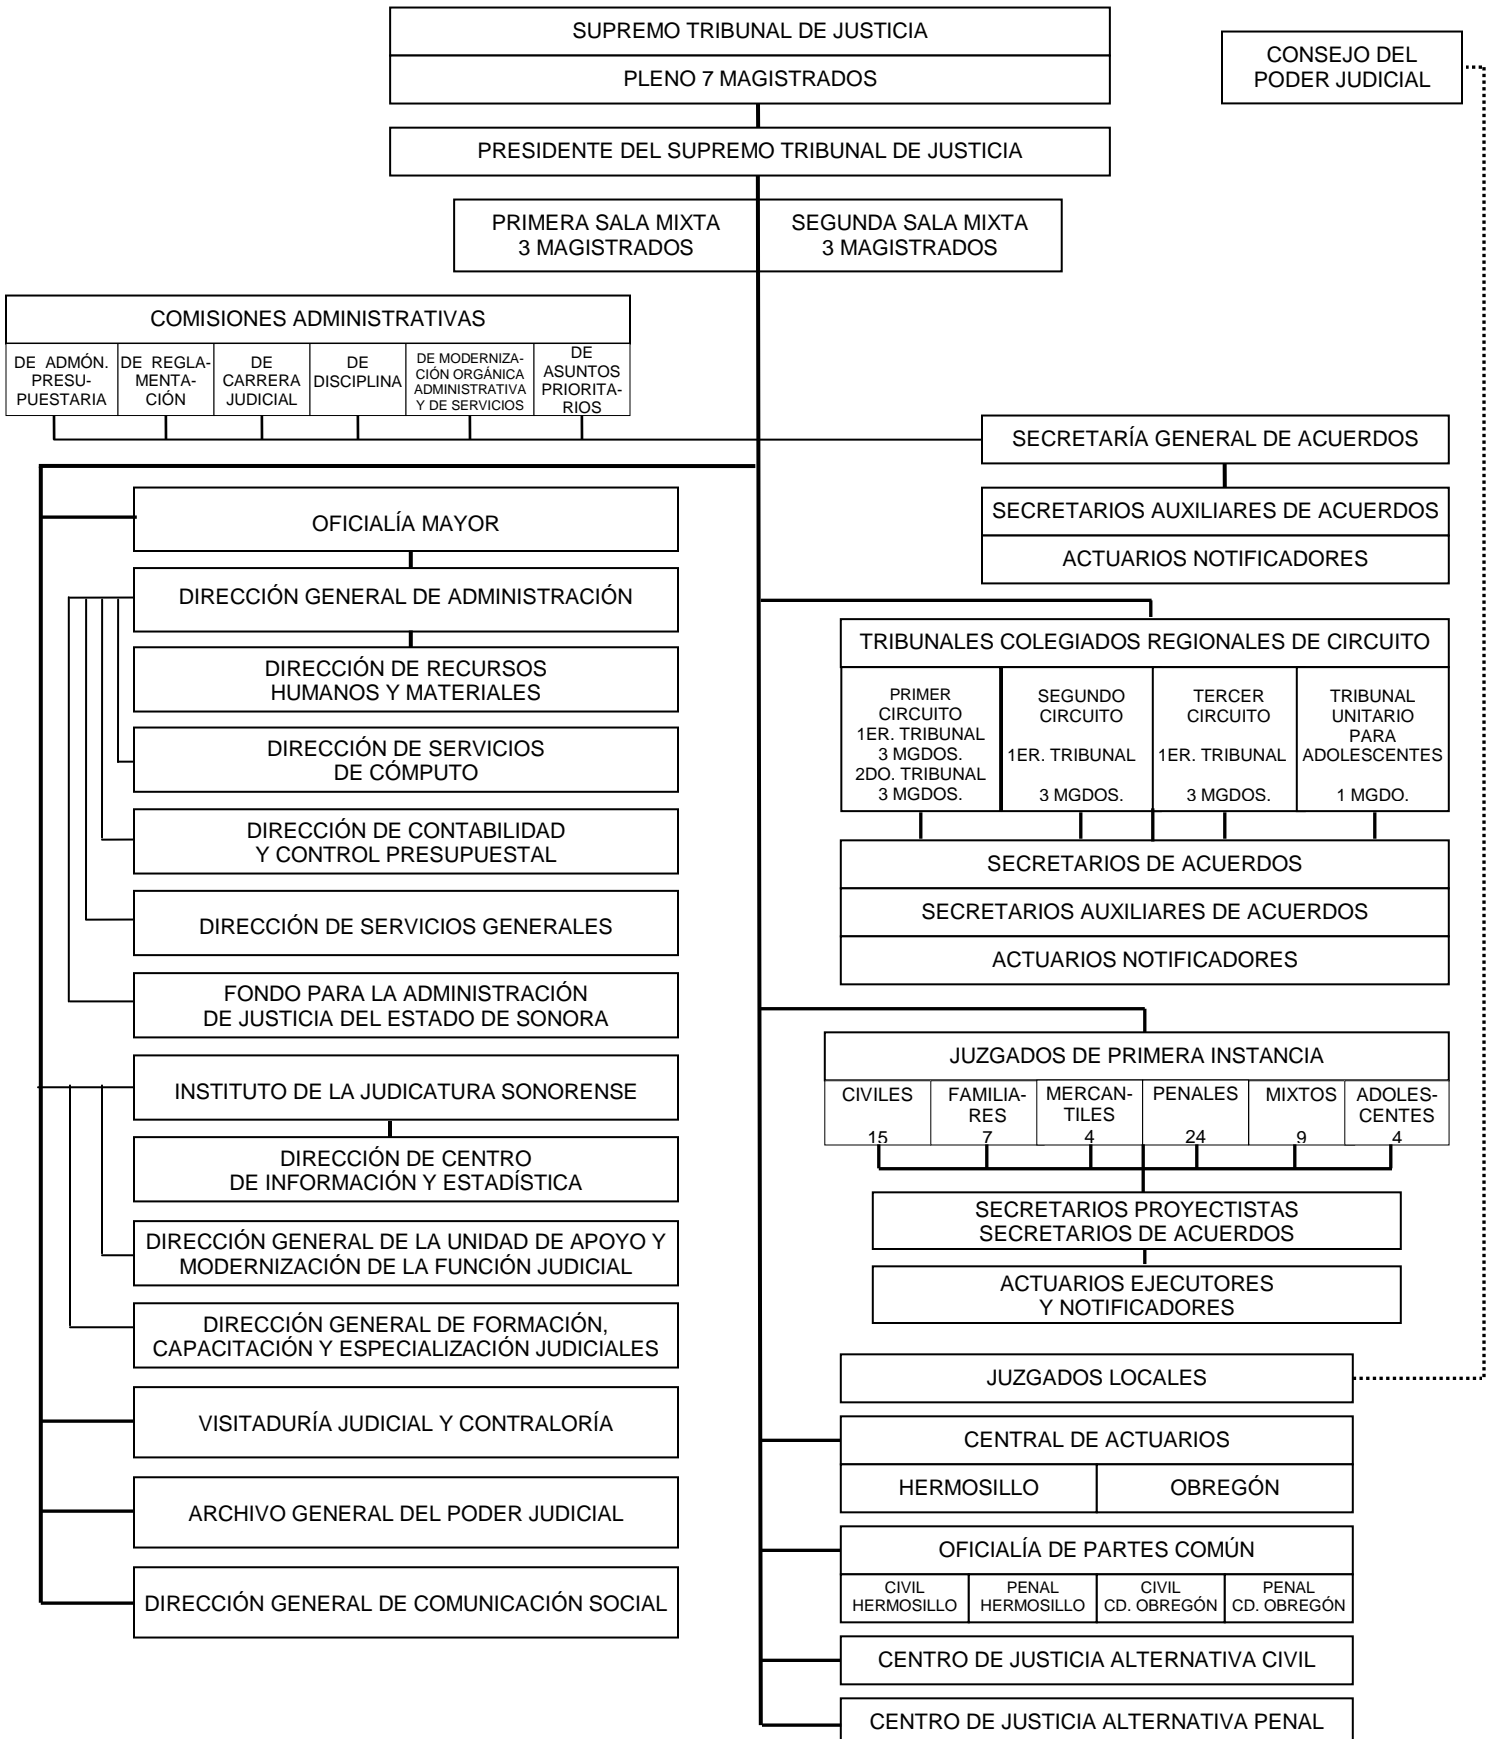 SUPREMO TRIBUNAL DE JUSTICIA
PLENO 7 MAGISTRADOS
CONSEJO DEL
PODER JUDICIAL
PRESIDENTE DEL SUPREMO TRIBUNAL DE JUSTICIA
PRIMERA SALA MIXTA
3 MAGISTRADOS
SEGUNDA SALA MIXTA
3 MAGISTRADOS
COMISIONES ADMINISTRATIVAS
DE ADMÓN.
PRESU-
PUESTARIA
DE REGLA-
MENTA-
CIÓN
DE
CARRERA
JUDICIAL
DE
DISCIPLINA
DE MODERNIZA-
CIÓN ORGÁNICA
ADMINISTRATIVA
Y DE SERVICIOS
DE
ASUNTOS
PRIORITA-
RIOS
SECRETARÍA GENERAL DE ACUERDOS
SECRETARIOS AUXILIARES DE ACUERDOS
ACTUARIOS NOTIFICADORES
OFICIALÍA MAYOR
DIRECCIÓN GENERAL DE ADMINISTRACIÓN
DIRECCIÓN DE RECURSOS
HUMANOS Y MATERIALES
DIRECCIÓN DE SERVICIOS
DE CÓMPUTO
DIRECCIÓN DE CONTABILIDAD
Y CONTROL PRESUPUESTAL
DIRECCIÓN DE SERVICIOS GENERALES
FONDO PARA LA ADMINISTRACIÓN
DE JUSTICIA DEL ESTADO DE SONORA
INSTITUTO DE LA JUDICATURA SONORENSE
DIRECCIÓN DE CENTRO
DE INFORMACIÓN Y ESTADÍSTICA
DIRECCIÓN GENERAL DE LA UNIDAD DE APOYO Y
MODERNIZACIÓN DE LA FUNCIÓN JUDICIAL
DIRECCIÓN GENERAL DE FORMACIÓN,
CAPACITACIÓN Y ESPECIALIZACIÓN JUDICIALES
VISITADURÍA JUDICIAL Y CONTRALORÍA
ARCHIVO GENERAL DEL PODER JUDICIAL
DIRECCIÓN GENERAL DE COMUNICACIÓN SOCIAL
TRIBUNALES COLEGIADOS REGIONALES DE CIRCUITO
PRIMER
CIRCUITO
1ER. TRIBUNAL
3 MGDOS.
2DO. TRIBUNAL
3 MGDOS.
SEGUNDO
CIRCUITO
1ER. TRIBUNAL
3 MGDOS.
TERCER
CIRCUITO
1ER. TRIBUNAL
3 MGDOS.
TRIBUNAL
UNITARIO
PARA
ADOLESCENTES
1 MGDO.
SECRETARIOS DE ACUERDOS
SECRETARIOS AUXILIARES DE ACUERDOS
ACTUARIOS NOTIFICADORES
JUZGADOS DE PRIMERA INSTANCIA
CIVILES
15
FAMILIA-
RES
7
MERCAN-
TILES
4
PENALES
24
MIXTOS
9
ADOLES-
CENTES
4
SECRETARIOS PROYECTISTAS
SECRETARIOS DE ACUERDOS
ACTUARIOS EJECUTORES
Y NOTIFICADORES
JUZGADOS LOCALES
CENTRAL DE ACTUARIOS
HERMOSILLO
OBREGÓN
OFICIALÍA DE PARTES COMÚN
CIVIL
HERMOSILLO
PENAL
HERMOSILLO
CIVIL
CD. OBREGÓN
PENAL
CD. OBREGÓN
CENTRO DE JUSTICIA ALTERNATIVA CIVIL
CENTRO DE JUSTICIA ALTERNATIVA PENAL